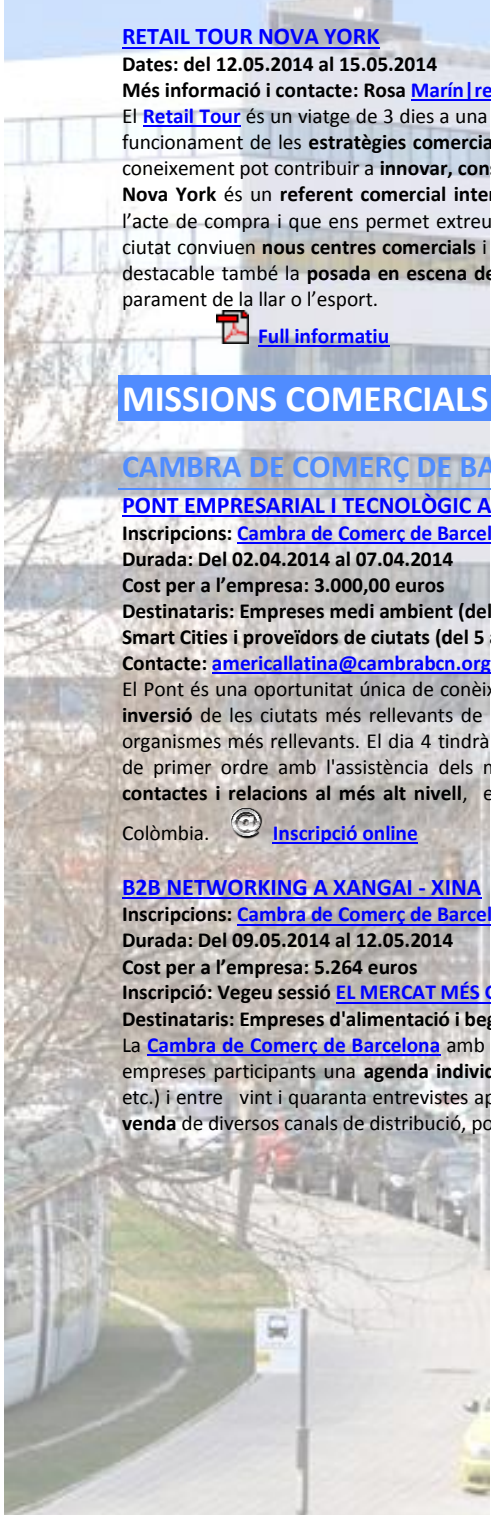 RETAIL TOUR NOVA YORK
Dates: del 12.05.2014 al 15.05.2014
Més informació i contacte: Rosa Marín|re
El Retail Tour és un viatge de 3 dies a una
funcionament de les estratègies comercia
coneixement pot contribuir a innovar, cons
Nova York és un referent comercial inter
l’acte de compra i que ens permet extreu
ciutat conviuen nous centres comercials i
destacable també la posada en escena de
parament de la llar o l’esport.
Full informatiu
MISSIONS COMERCIALS
CAMBRA DE COMERÇ DE BA
PONT EMPRESARIAL I TECNOLÒGIC A
Inscripcions: Cambra de Comerç de Barcel
Durada: Del 02.04.2014 al 07.04.2014
Cost per a l’empresa: 3.000,00 euros
Destinataris: Empreses medi ambient (del
Smart Cities i proveïdors de ciutats (del 5 a
Contacte: americallatina@cambrabcn.org
El Pont és una oportunitat única de conèix
inversió de les ciutats més rellevants de
organismes més rellevants. El dia 4 tindrà
de primer ordre amb l'assistència dels m
contactes i relacions al més alt nivell, e
Colòmbia. Inscripció online
B2B NETWORKING A XANGAI - XINA
Inscripcions: Cambra de Comerç de Barcel
Durada: Del 09.05.2014 al 12.05.2014
Cost per a l’empresa: 5.264 euros
Inscripció: Vegeu sessió EL MERCAT MÉS G
Destinataris: Empreses d'alimentació i beg
La Cambra de Comerç de Barcelona amb
empreses participants una agenda individ
etc.) i entre vint i quaranta entrevistes ap
venda de diversos canals de distribució, po